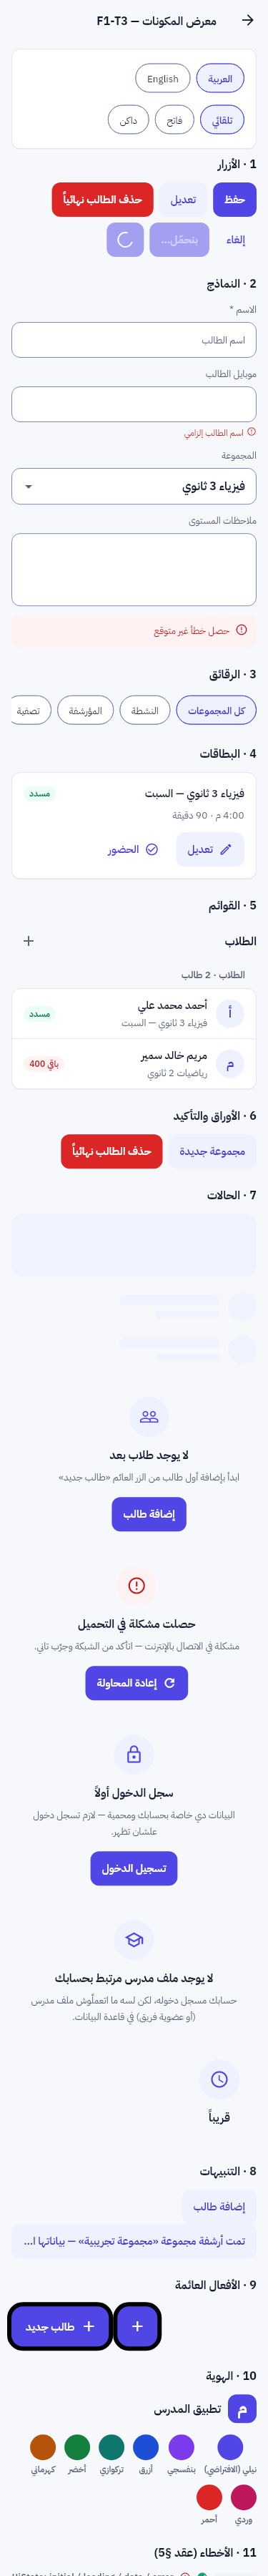 معرض المكونات — F1-T3
العربية English
تلقائي فاتح داكن
1 · الأزرار
حفظ تعديل حذف الطالب نهائياً
إلغاء بنحمّل...
2 · النماذج
الاسم *
اسم الطالب
موبايل الطالب
اسم الطالب إلزامي
المجموعة
فيزياء 3 ثانوي
ملاحظات المستوى
حصل خطأ غير متوقع
3 · الرقائق
كل المجموعات النشطة المؤرشفة تصفية
4 · البطاقات
فيزياء 3 ثانوي — السبت مسدد
4:00 م · 90 دقيقة
تعديل الحضور
5 · القوائم
الطلاب
الطلاب · 2 طالب
أ أحمد محمد علي مسدد
فيزياء 3 ثانوي — السبت
م مريم خالد سمير باقي 400
رياضيات 2 ثانوي
6 · الأوراق والتأكيد
مجموعة جديدة حذف الطالب نهائياً
7 · الحالات
لا يوجد طلاب بعد
ابدأ بإضافة أول طالب من الزر العائم «طالب جديد»
إضافة طالب
حصلت مشكلة في التحميل
مشكلة في الاتصال بالإنترنت — اتأكد من الشبكة وجرّب تاني.
إعادة المحاولة
سجل الدخول أولاً
البيانات دي خاصة بحسابك ومحمية — لازم تسجل دخول
علشان تظهر.
تسجيل الدخول
لا يوجد ملف مدرس مرتبط بحسابك
حسابك مسجل دخوله، لكن لسه ما اتعملّوش ملف مدرس
(أو عضوية فريق) في قاعدة البيانات.
قريباً
8 · التنبيهات
إضافة طالب
تمت أرشفة مجموعة «مجموعة تجريبية» — بياناتها ا...
9 · الأفعال العائمة
طالب جديد
10 · الهوية
م تطبيق المدرس
نيلي (الافتراضي) بنفسجي أزرق تركوازي أخضر كهرماني
وردي أحمر
11 · الأخطاء (عقد §5)